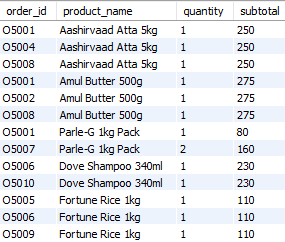 order_id product_name quantity subtotal
O5001 Aashirvaad Atta 5kg 1 250
O5004 Aashirvaad Atta 5kg 1 250
O5008 Aashirvaad Atta 5kg 1 250
O5001 Amul Butter 500g 1 275
O5002 Amul Butter 500g 1 275
O5008 Amul Butter 500g 1 275
O5001 Parle-G 1kg Pack 1 80
O5007 Parle-G 1kg Pack 2 160
O5006 Dove Shampoo 340ml 1 230
O5010 Dove Shampoo 340ml 1 230
O5005 Fortune Rice 1kg 1 110
O5006 Fortune Rice 1kg 1 110
O5009 Fortune Rice 1kg 1 110